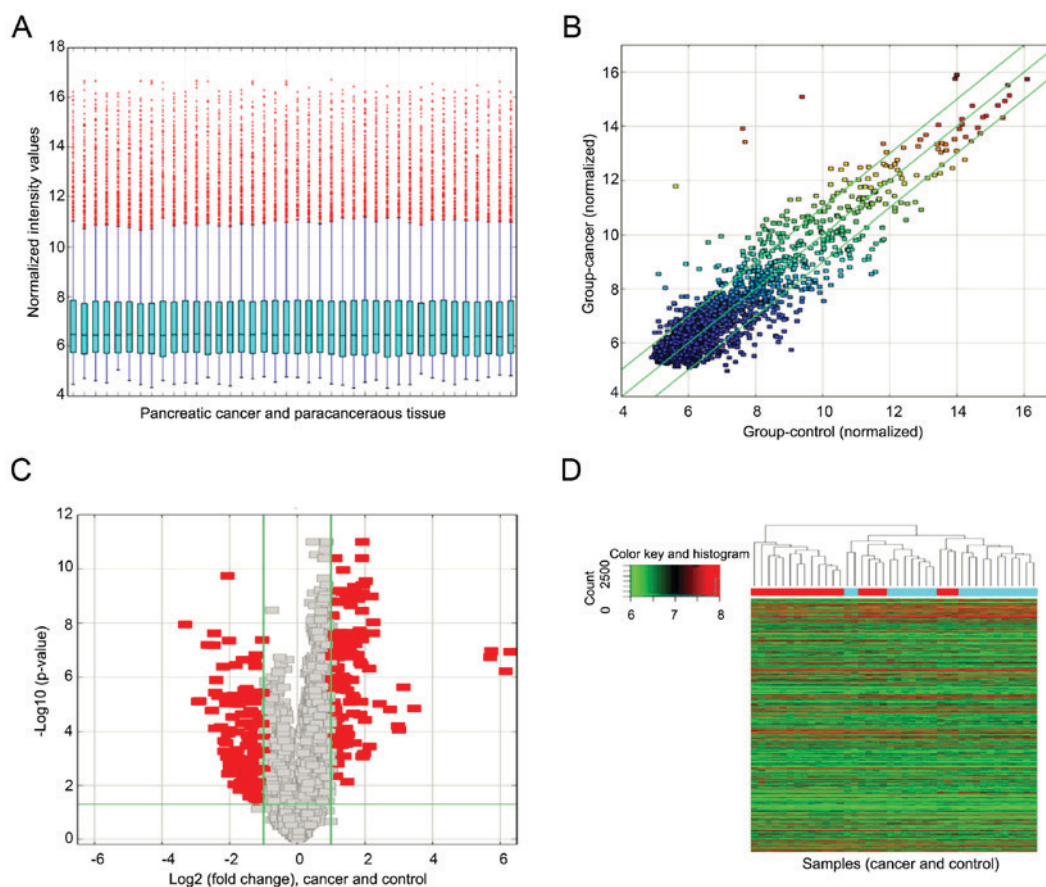 A
18
16
14
12
10
8
6
4
Normalized intensity values
Pancreatic cancer and paracanceraous tissue
B
16
14
12
10
8
6
4
Group-cancer (normalized)
4 6 8 10 12 14 16
Group-control (normalized)
C
12
10
8
6
4
2
0
-Log10 (p-value)
-6 -4 -2 0 2 4 6
Log2 (fold change), cancer and control
D
Color key and histogram
Count
0 2500
6 7 8
Samples (cancer and control)